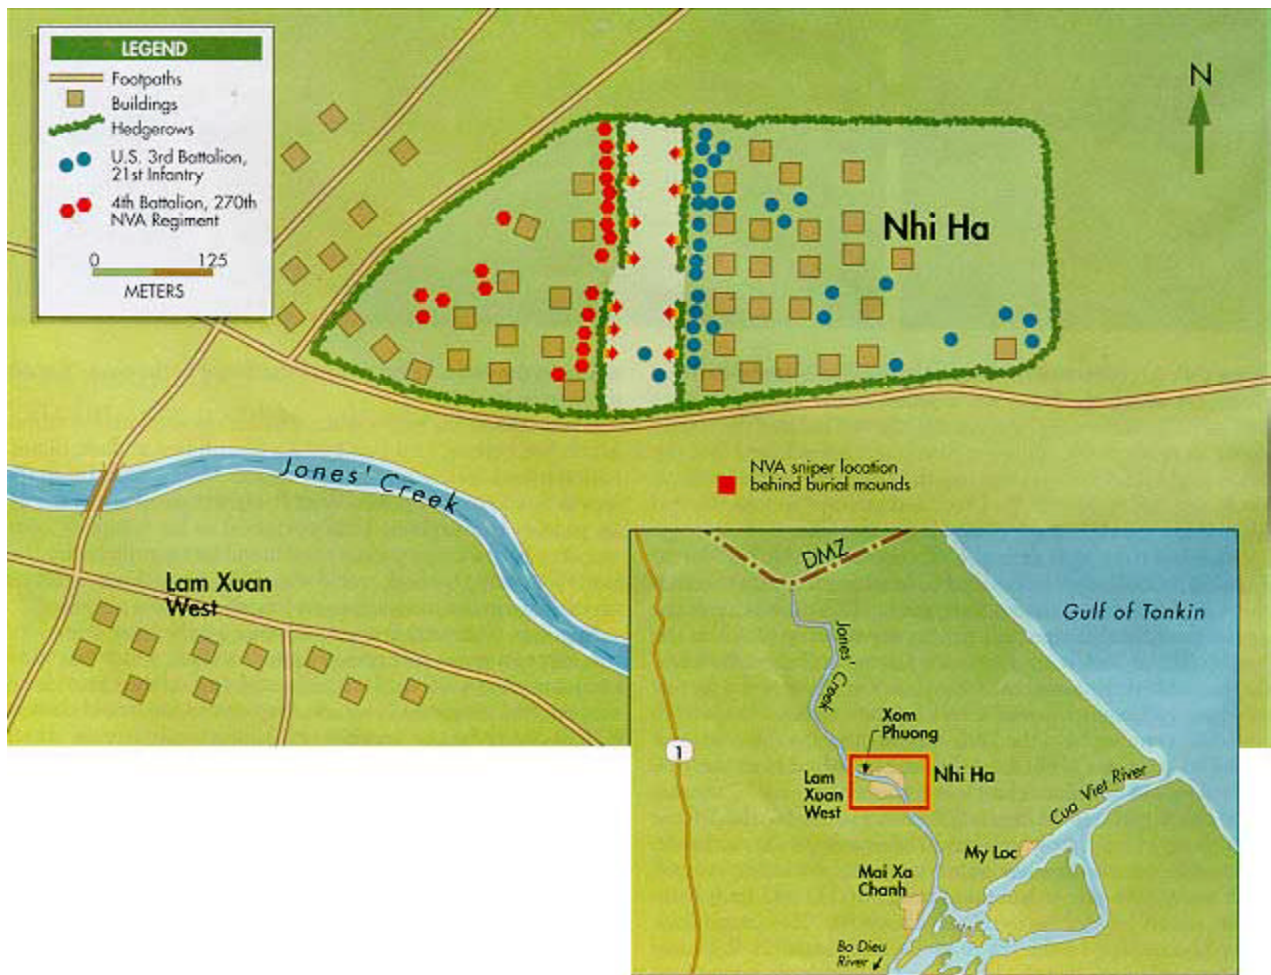 LEGEND
Footpaths
Buildings
Hedgerows
U.S. 3rd Battalion,
21st Infantry
4th Battalion, 270th
NVA Regiment
0 125
METERS
N
Nhi Ha
Jones' Creek
NVA sniper location
behind burial mounds
Lam Xuan
West
DMZ
Gulf of Tonkin
Jones' Creek
Xom
Phuong
1
Nhi Ha
Lam
Xuan
West
Cua Viet River
My Loc
Mai Xa
Chanh
Bo Dieu
River